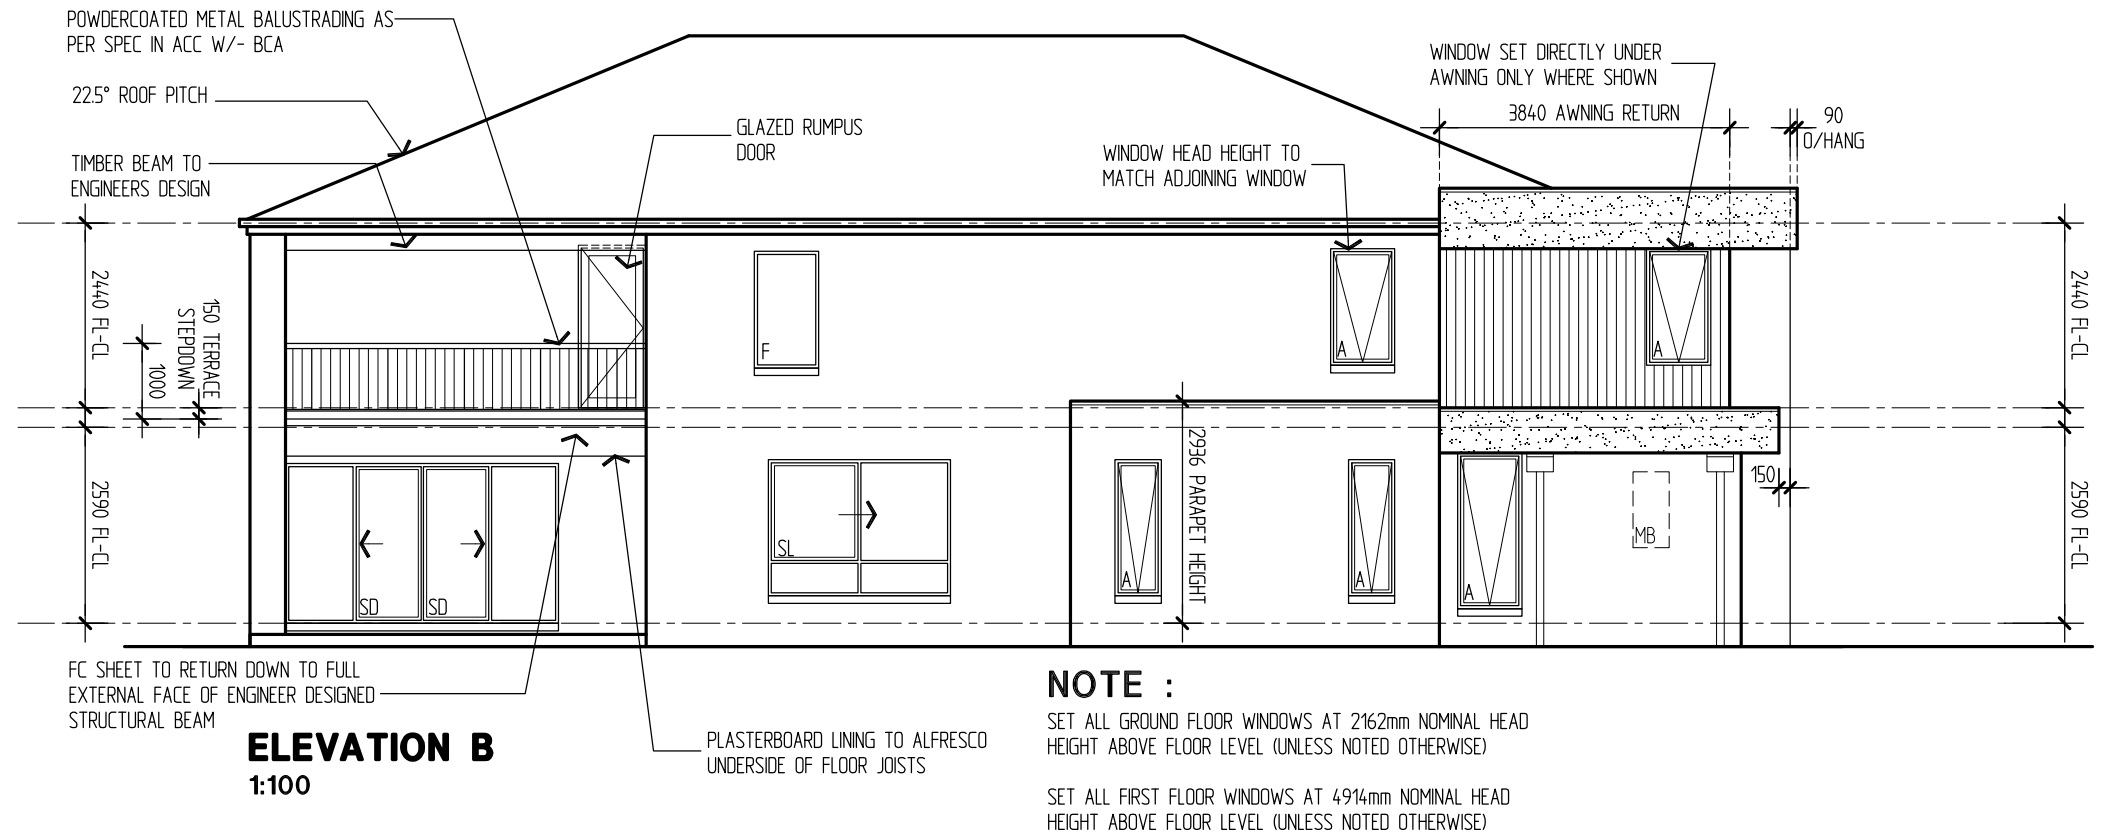 POWDERCOATED METAL BALUSTRADING AS
PER SPEC IN ACC W/- BCA
22.5° ROOF PITCH
TIMBER BEAM TO
ENGINEERS DESIGN
GLAZED RUMPUS
DOOR
WINDOW HEAD HEIGHT TO
MATCH ADJOINING WINDOW
WINDOW SET DIRECTLY UNDER
AWNING ONLY WHERE SHOWN
3840 AWNING RETURN
90
O/HANG
2440 FL-CL
1000
150 TERRACE
STEPDOWN
2590 FL-CL
F
A
A
2440 FL-CL
SD
SD
SL
A
2936 PARAPET HEIGHT
A
A
MB
150
2590 FL-CL
FC SHEET TO RETURN DOWN TO FULL
EXTERNAL FACE OF ENGINEER DESIGNED
STRUCTURAL BEAM
ELEVATION B
1:100
PLASTERBOARD LINING TO ALFRESCO
UNDERSIDE OF FLOOR JOISTS
NOTE :
SET ALL GROUND FLOOR WINDOWS AT 2162mm NOMINAL HEAD
HEIGHT ABOVE FLOOR LEVEL (UNLESS NOTED OTHERWISE)
SET ALL FIRST FLOOR WINDOWS AT 4914mm NOMINAL HEAD
HEIGHT ABOVE FLOOR LEVEL (UNLESS NOTED OTHERWISE)